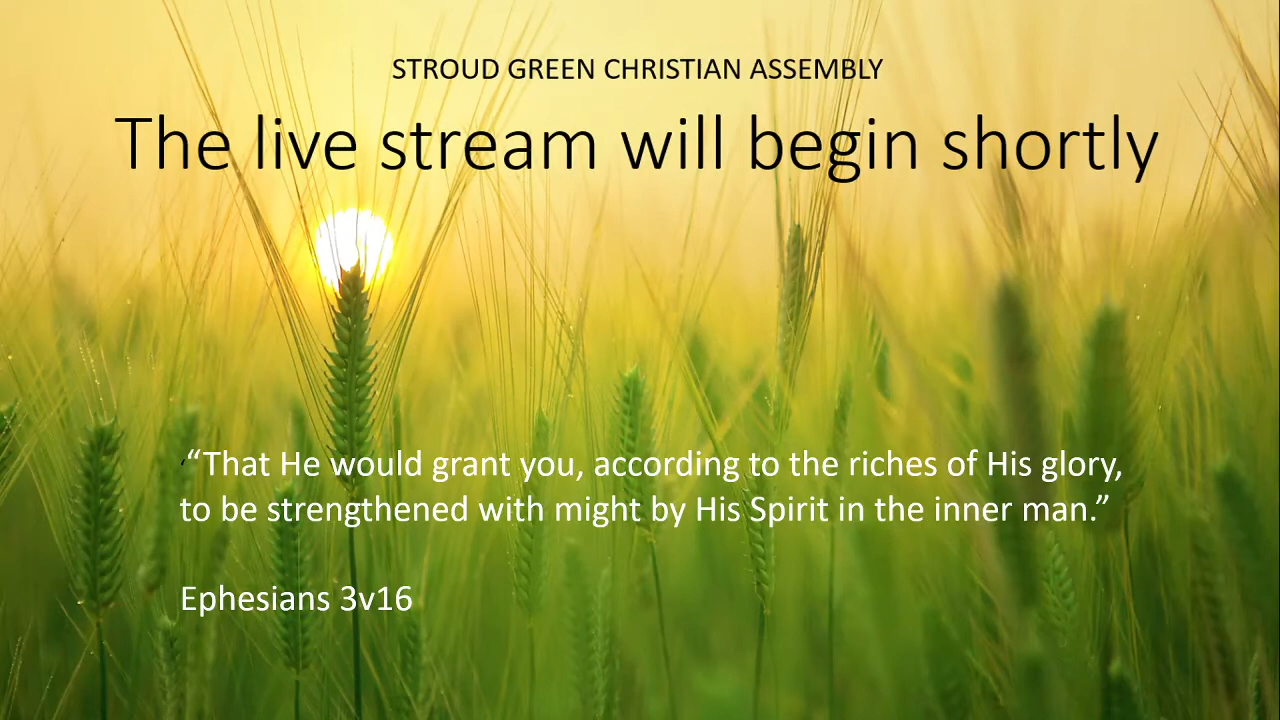 STROUD GREEN CHRISTIAN ASSEMBLY
The live stream will begin shortly
“That He would grant you, according to the riches of His glory,
to be strengthened with might by His Spirit in the inner man.”
Ephesians 3v16